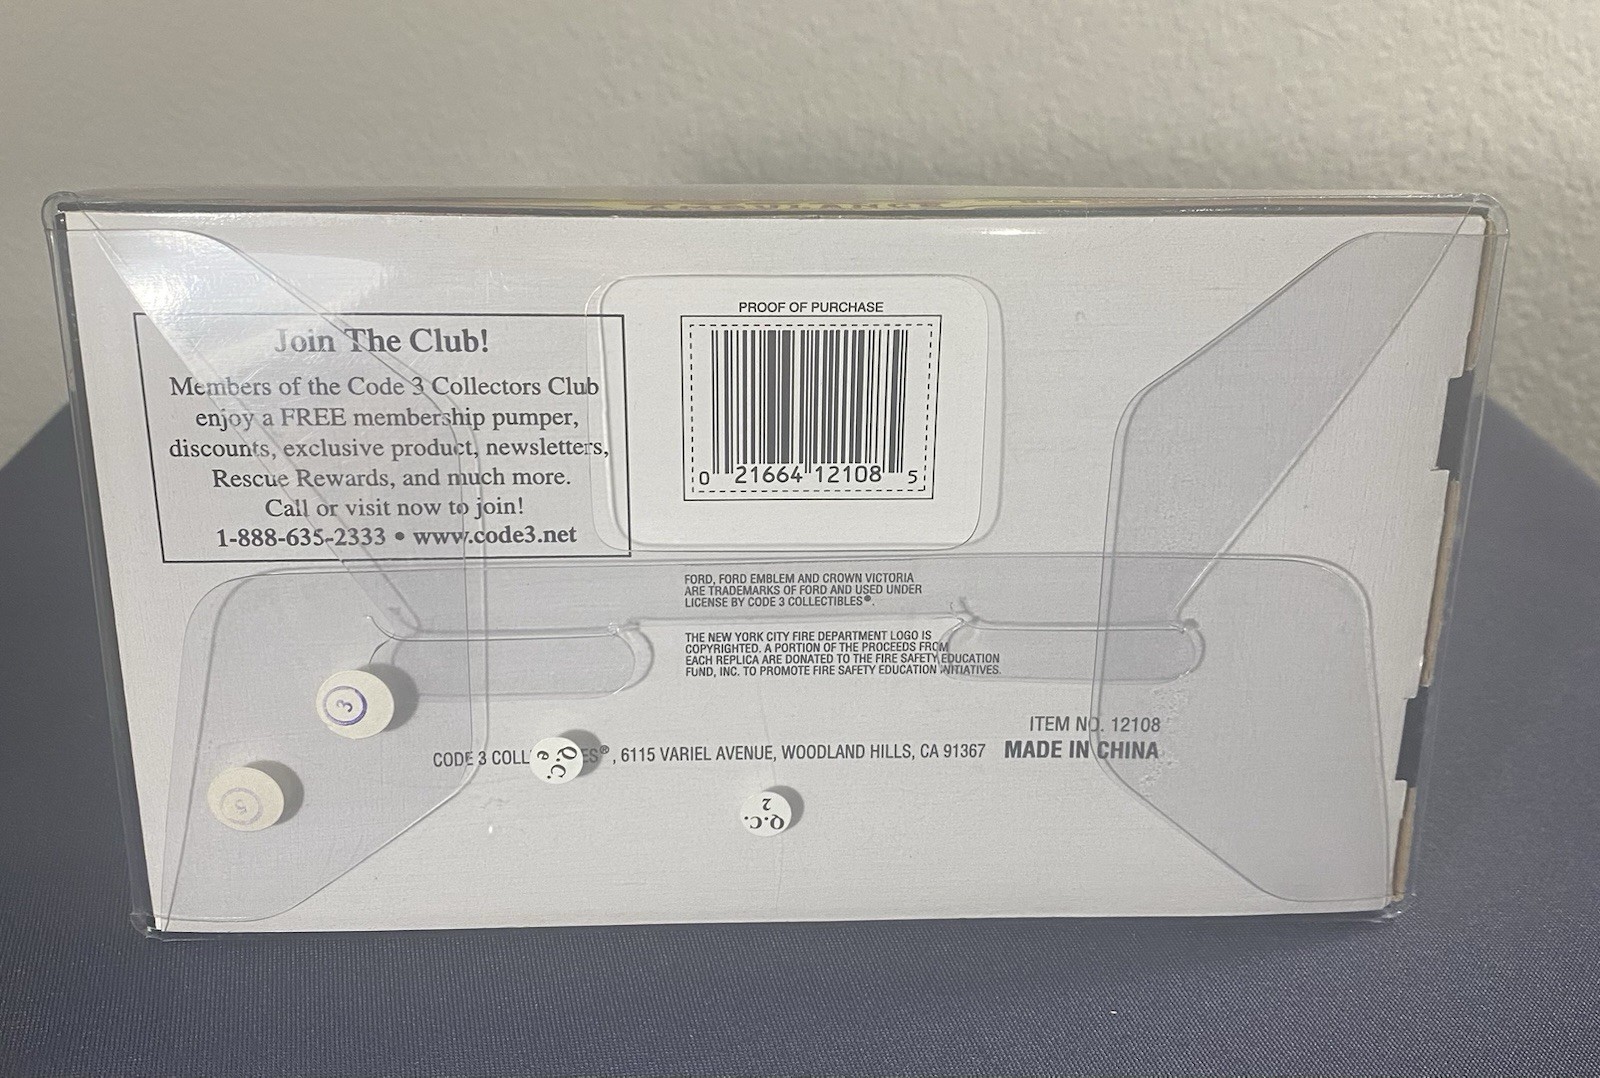 AMBULANCE
Join The Club!
Members of the Code 3 Collectors Club
enjoy a FREE membership pumper,
discounts, exclusive product, newsletters,
Rescue Rewards, and much more.
Call or visit now to join!
1-888-635-2333 • www.code3.net
PROOF OF PURCHASE
0 21664 12108 5
FORD, FORD EMBLEM AND CROWN VICTORIA
ARE TRADEMARKS OF FORD AND USED UNDER
LICENSE BY CODE 3 COLLECTIBLES®.
THE NEW YORK CITY FIRE DEPARTMENT LOGO IS
COPYRIGHTED. A PORTION OF THE PROCEEDS FROM
EACH REPLICA ARE DONATED TO THE FIRE SAFETY EDUCATION
FUND, INC. TO PROMOTE FIRE SAFETY EDUCATION INITIATIVES.
3
ITEM NO. 12108
CODE 3 COLL ES®, 6115 VARIEL AVENUE, WOODLAND HILLS, CA 91367 MADE IN CHINA
Q.C.
5
Q.C.
2